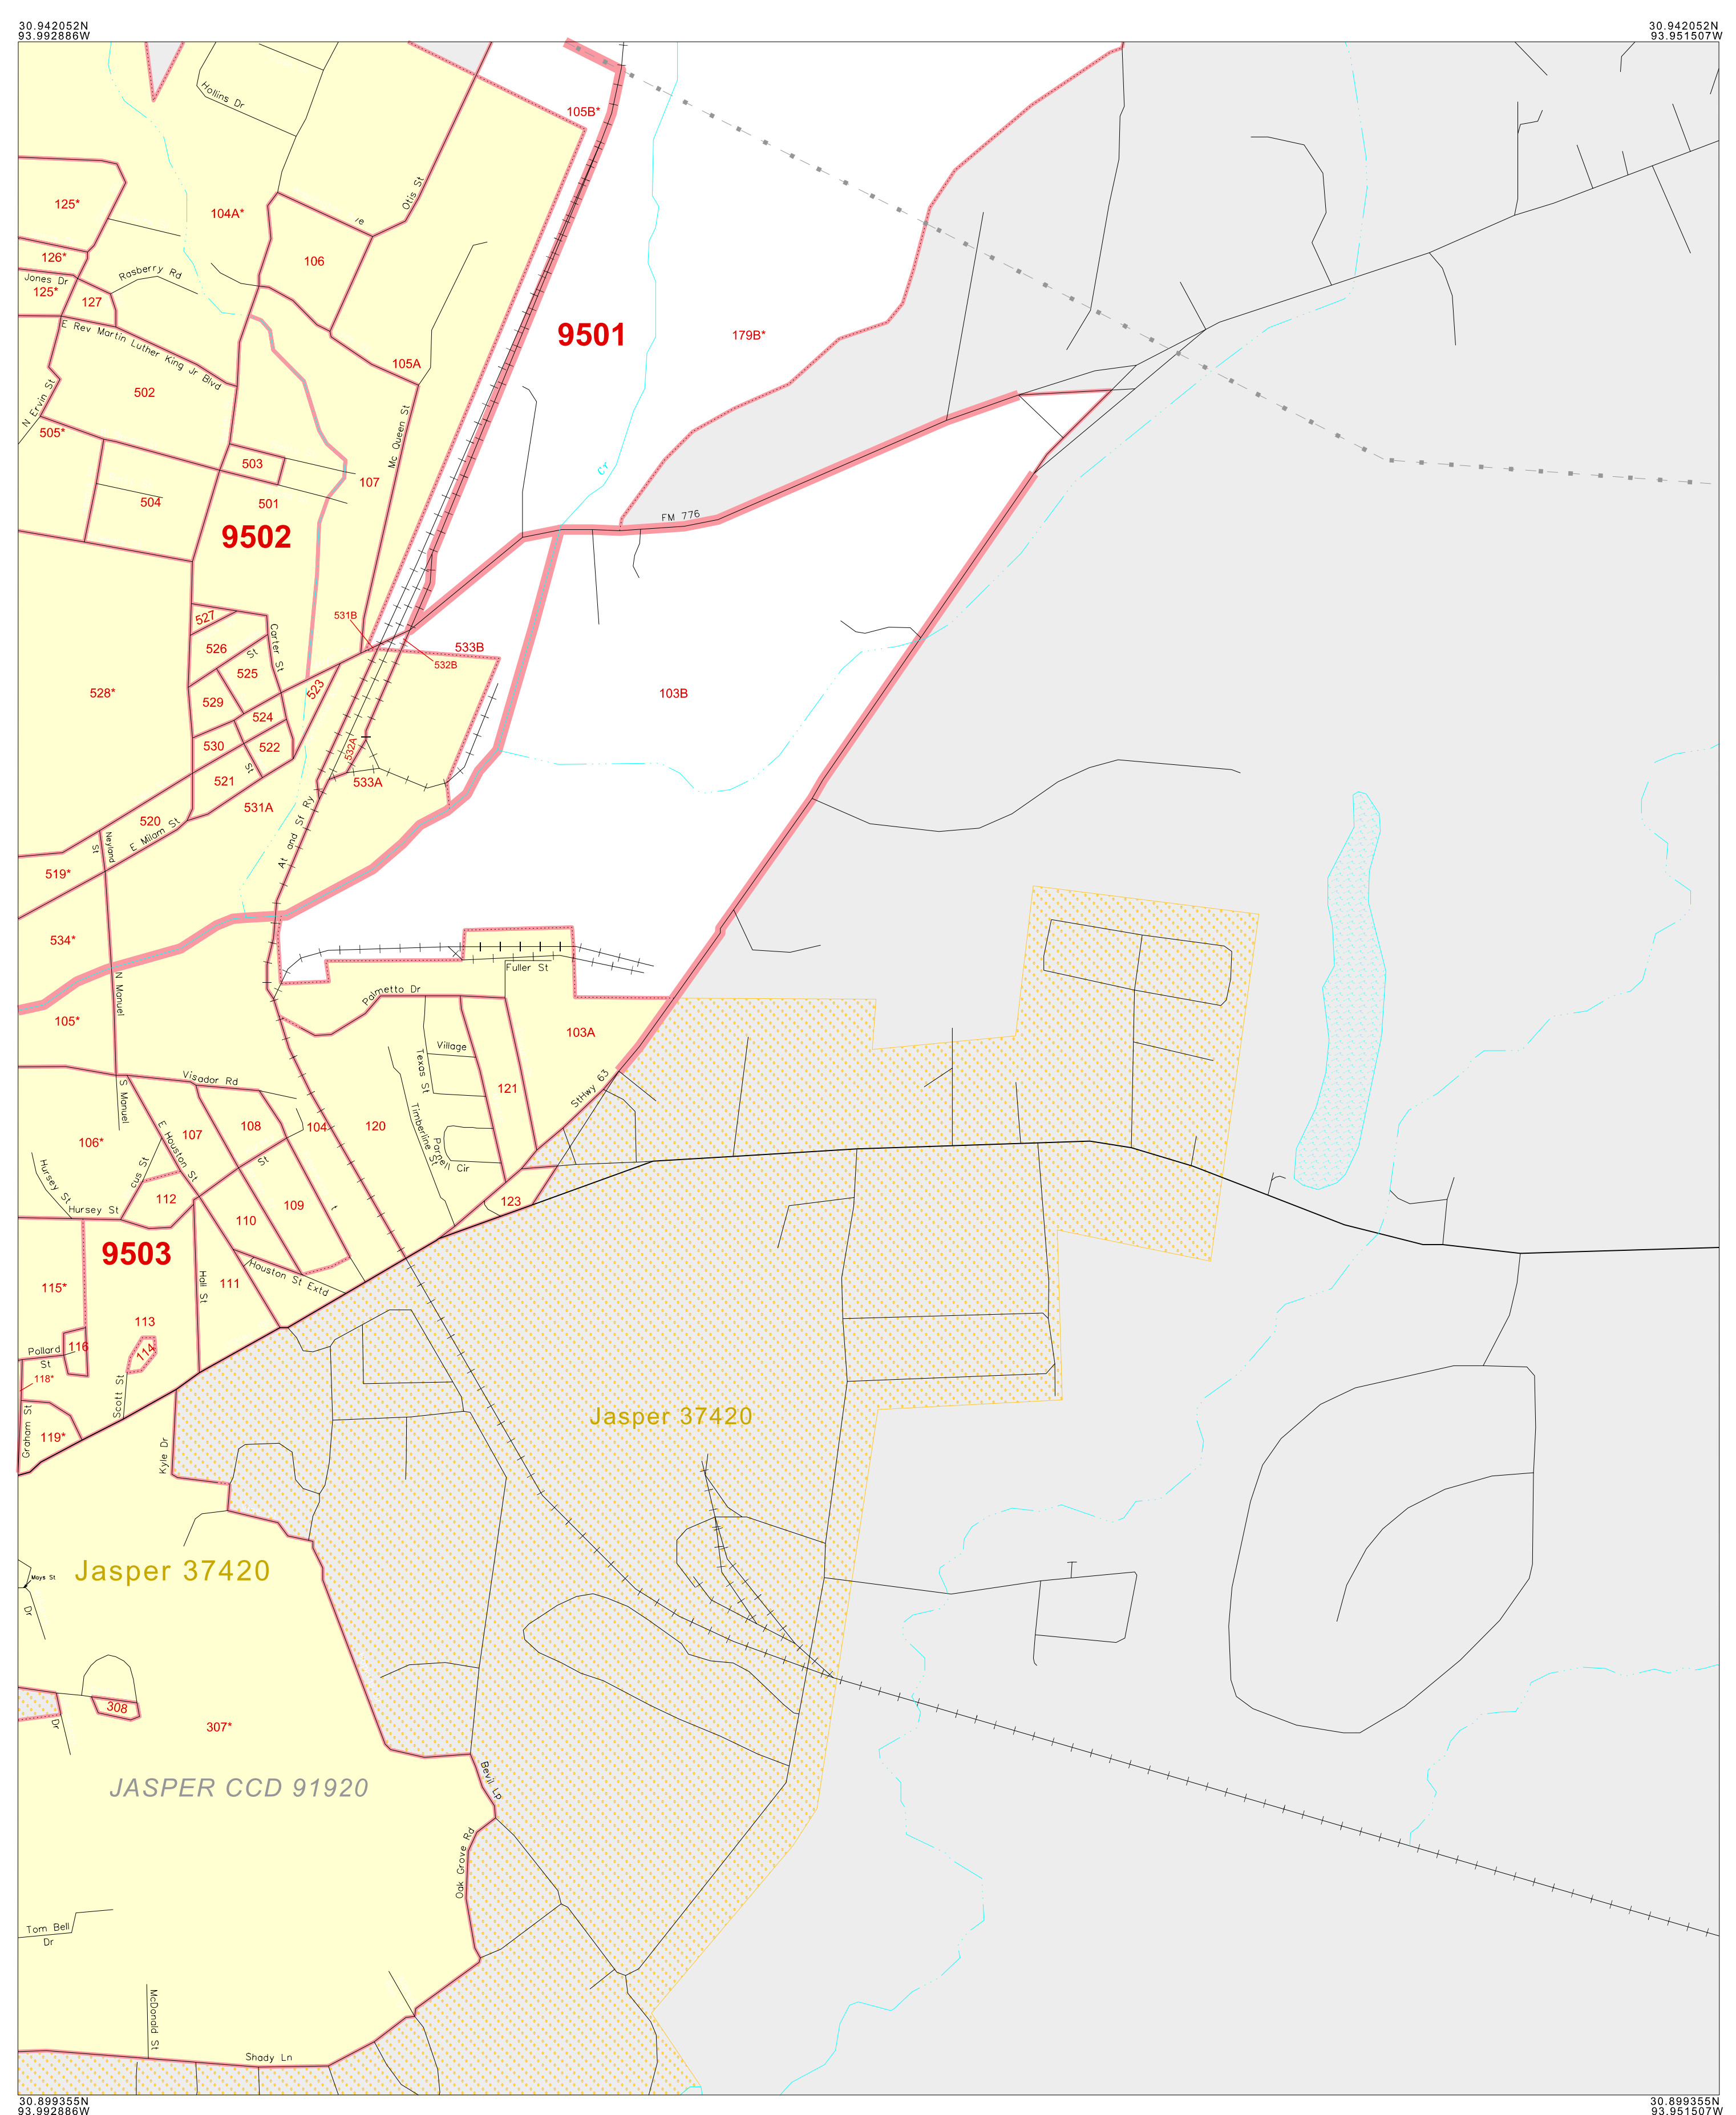 30.942052N
93.992886W
30.942052N
93.951507W
Hollins Dr
105B*
Otis St
125*
104A*
126*
106
Jones Dr
Rasberry Rd
125*
127
E Rev Martin Luther King Jr Blvd
9501
179B*
105A
502
N Ervin St
505*
Mc Queen St
503
107
Cr
504
501
FM 776
9502
527
531B
533B
526
Carter St
St
532B
525
528*
523
529
103B
524
530
522
532A
St
521
533A
531A
520
E Milam St
At and Sf Ry
Neyland
St
519*
534*
N Manuel
Fuller St
Palmetto Dr
105*
103A
Village
Texas St
Visador Rd
121
StHwy 63
S Manuel
106*
107
108
104
120
Timberline St
E Houston St
Parnell Cir
St
cus St
Hursey St
112
109
123
Hursey St
110
9503
111
Hall St
Houston St Extd
115*
113
116
114
Pollard
St
118*
Scott St
Graham St
119*
Kyle Dr
Jasper 37420
Jasper 37420
Mays St
Dr
308
Dr
307*
JASPER CCD 91920
Bevil Lp
Oak Grove Rd
Tom Bell
Dr
McDonald St
Shady Ln
30.899355N
93.992886W
30.899355N
93.951507W